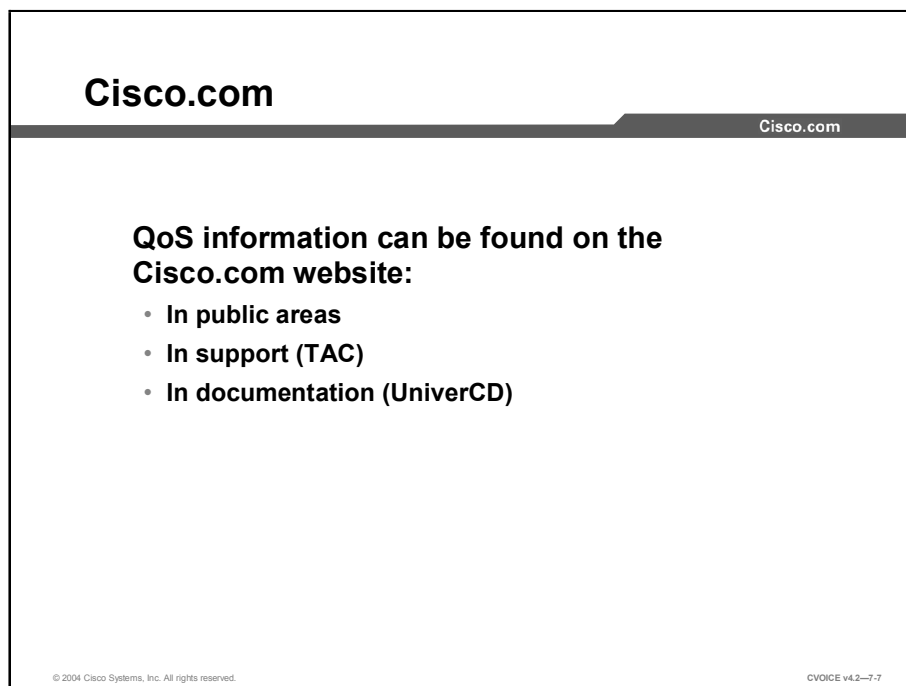 Cisco.com
Cisco.com
QoS information can be found on the
Cisco.com website:
• In public areas
• In support (TAC)
• In documentation (UniverCD)
© 2004 Cisco Systems, Inc. All rights reserved.
CVOICE v4.2—7-7